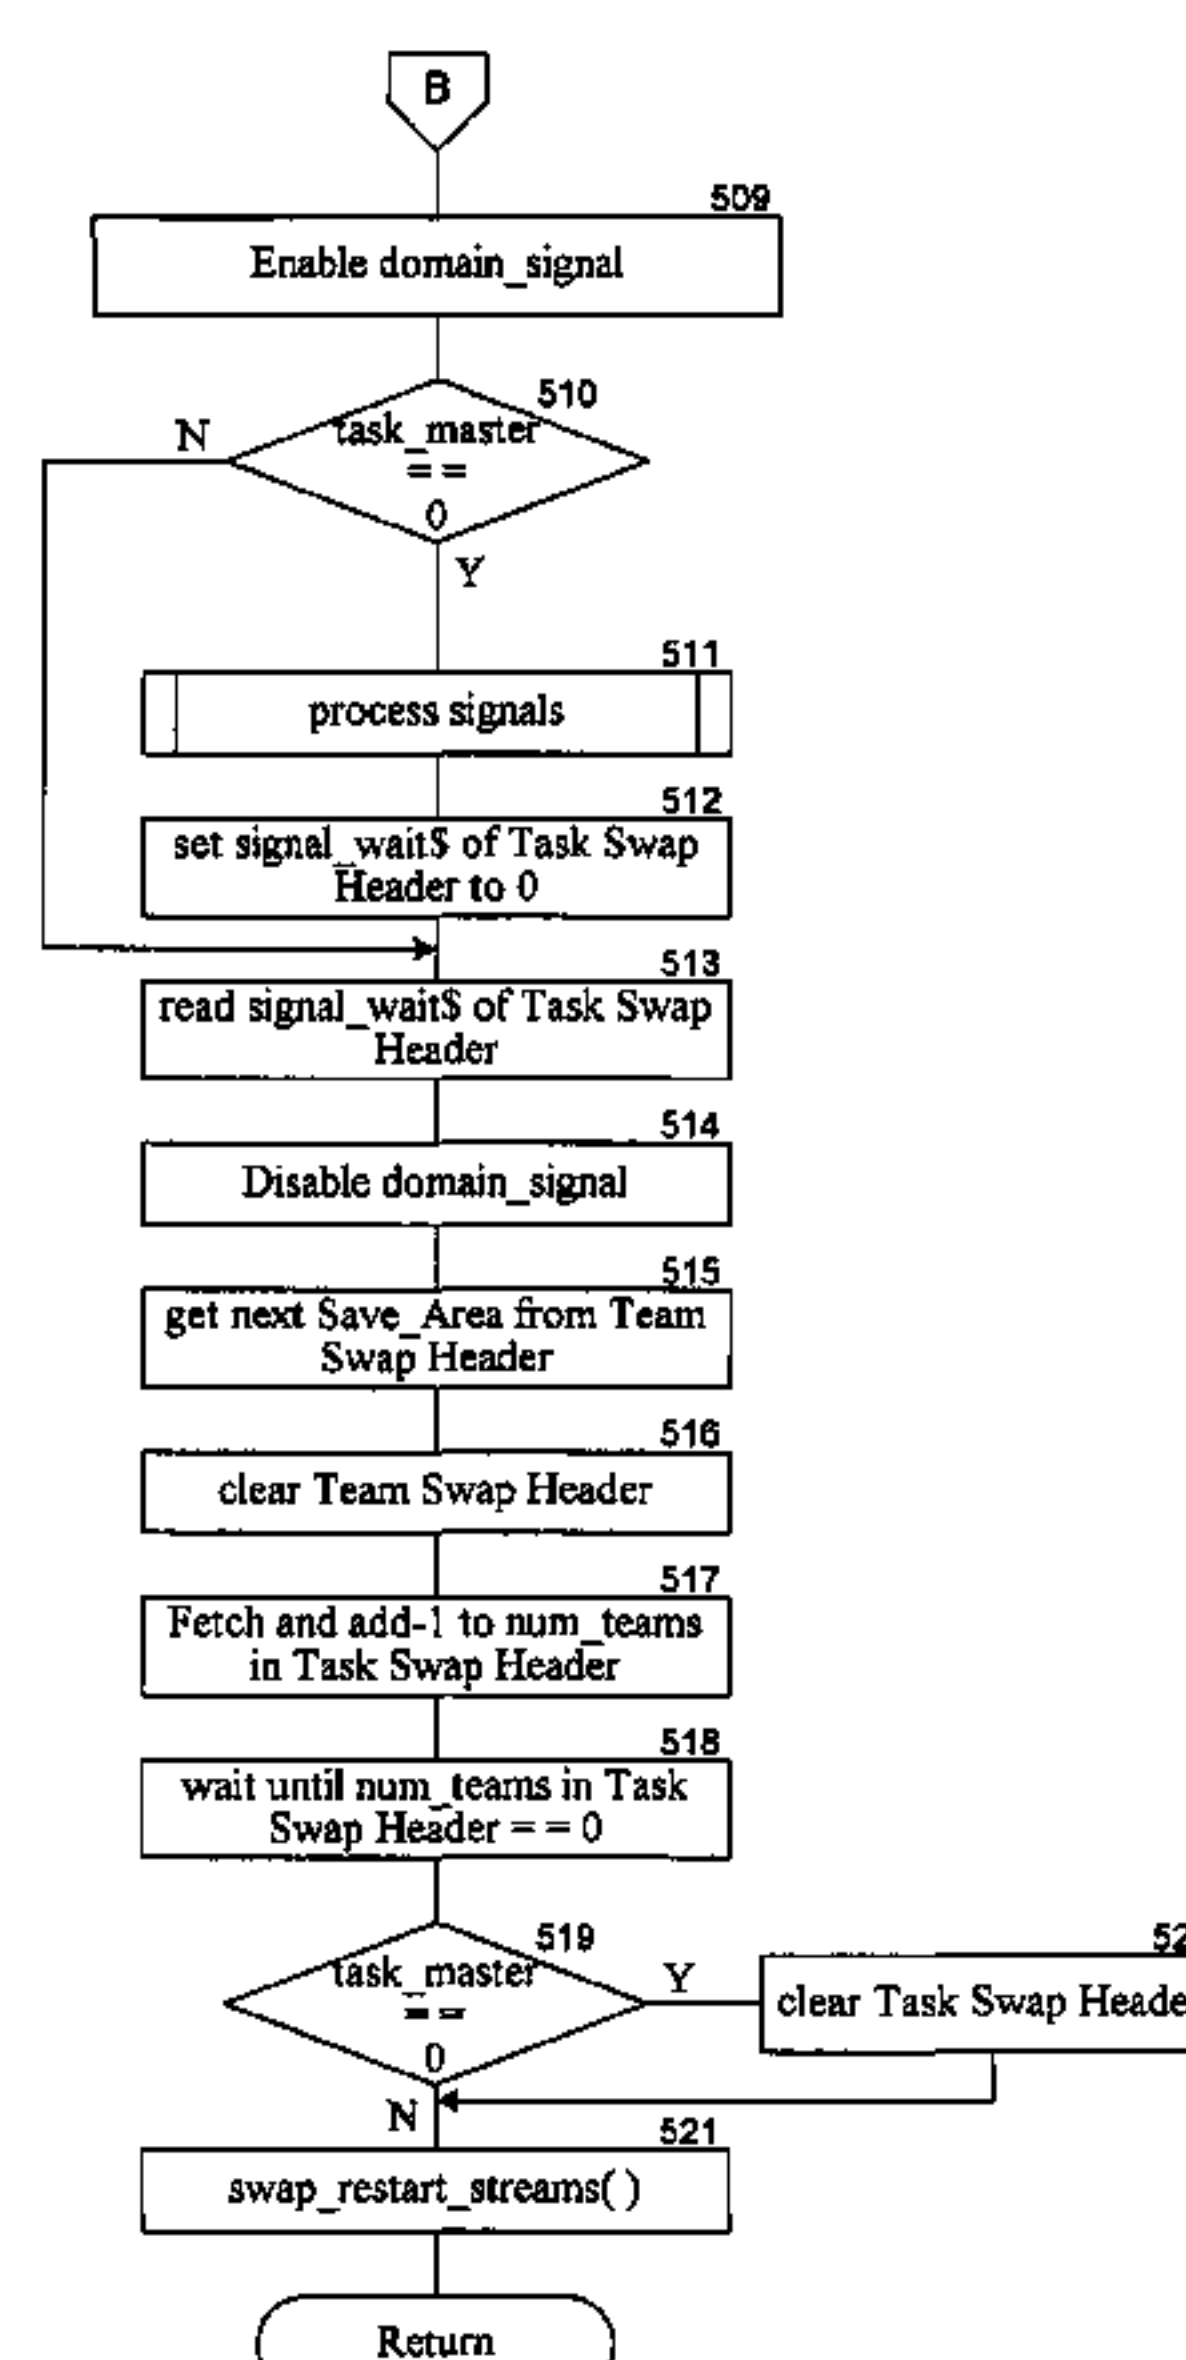 B
509
Enable domain_signal
510
N
task_master
= =
0
Y
511
process signals
512
set signal_wait$ of Task Swap
Header to 0
513
read signal_wait$ of Task Swap
Header
514
Disable domain_signal
515
get next Save_Area from Team
Swap Header
516
clear Team Swap Header
517
Fetch and add-1 to num_teams
in Task Swap Header
518
wait until num_teams in Task
Swap Header = = 0
519
task_master
= =
0
Y
clear Task Swap
N
521
swap_restart_streams( )
Return